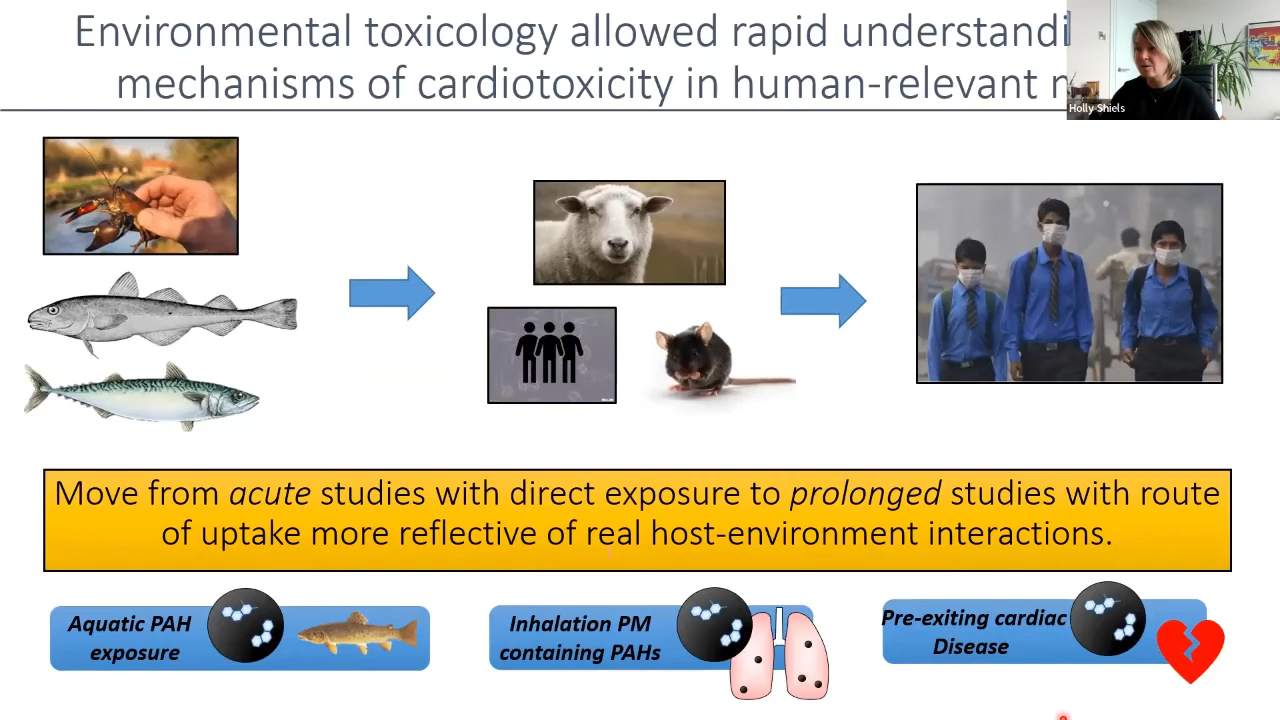 Environmental toxicology allowed rapid understandi
mechanisms of cardiotoxicity in human-relevant
Holly Shiels
Move from acute studies with direct exposure to prolonged studies with route
of uptake more reflective of real host-environment interactions.
Aquatic PAH
exposure
Inhalation PM
containing PAHs
Pre-exiting cardiac
Disease